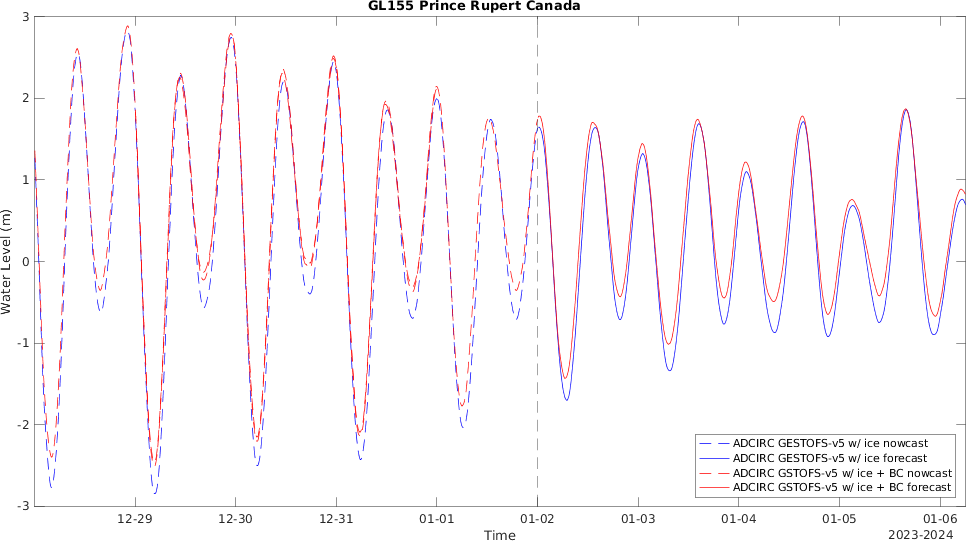 GL155 Prince Rupert Canada
3
2
1
0
-1
-2
-3
Water Level (m)
ADCIRC GESTOFS-v5 w/ ice nowcast
ADCIRC GESTOFS-v5 w/ ice forecast
ADCIRC GSTOFS-v5 w/ ice + BC nowcast
ADCIRC GSTOFS-v5 w/ ice + BC forecast
12-29 12-30 12-31 01-01 01-02 01-03 01-04 01-05 01-06
Time
2023-2024